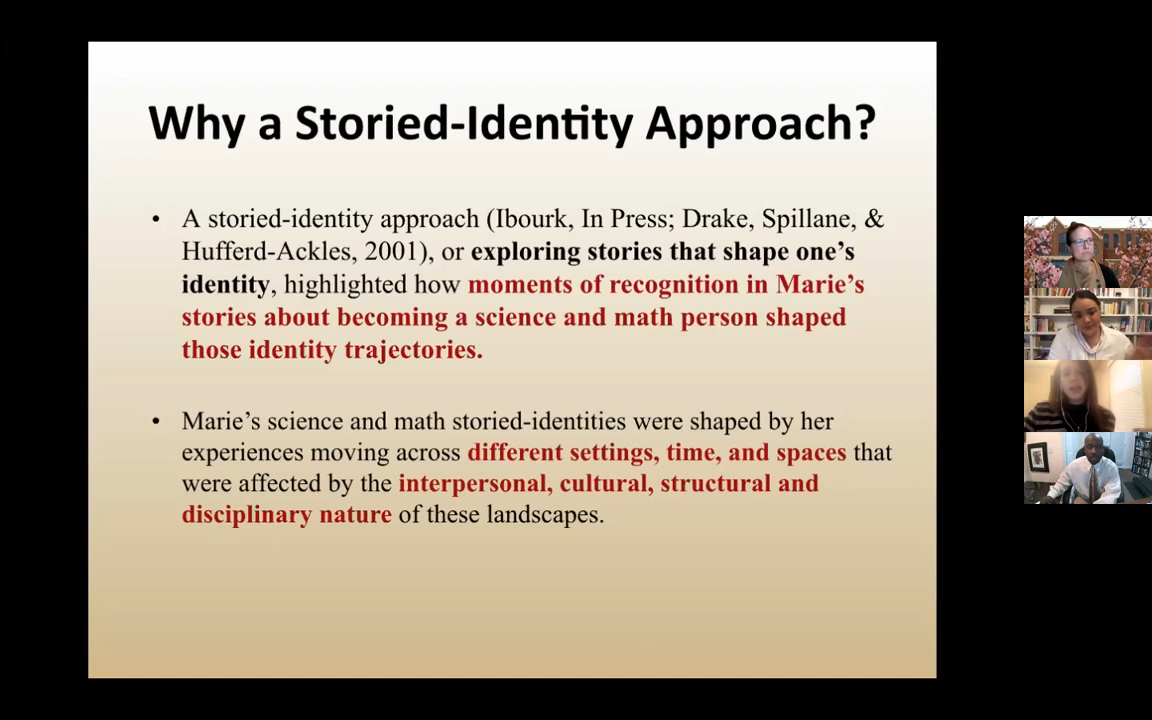 Why a Storied-Identity Approach?
• A storied-identity approach (Ibourk, In Press; Drake, Spillane, &
Hufferd-Ackles, 2001), or exploring stories that shape one’s
identity, highlighted how moments of recognition in Marie’s
stories about becoming a science and math person shaped
those identity trajectories.
• Marie’s science and math storied-identities were shaped by her
experiences moving across different settings, time, and spaces that
were affected by the interpersonal, cultural, structural and
disciplinary nature of these landscapes.